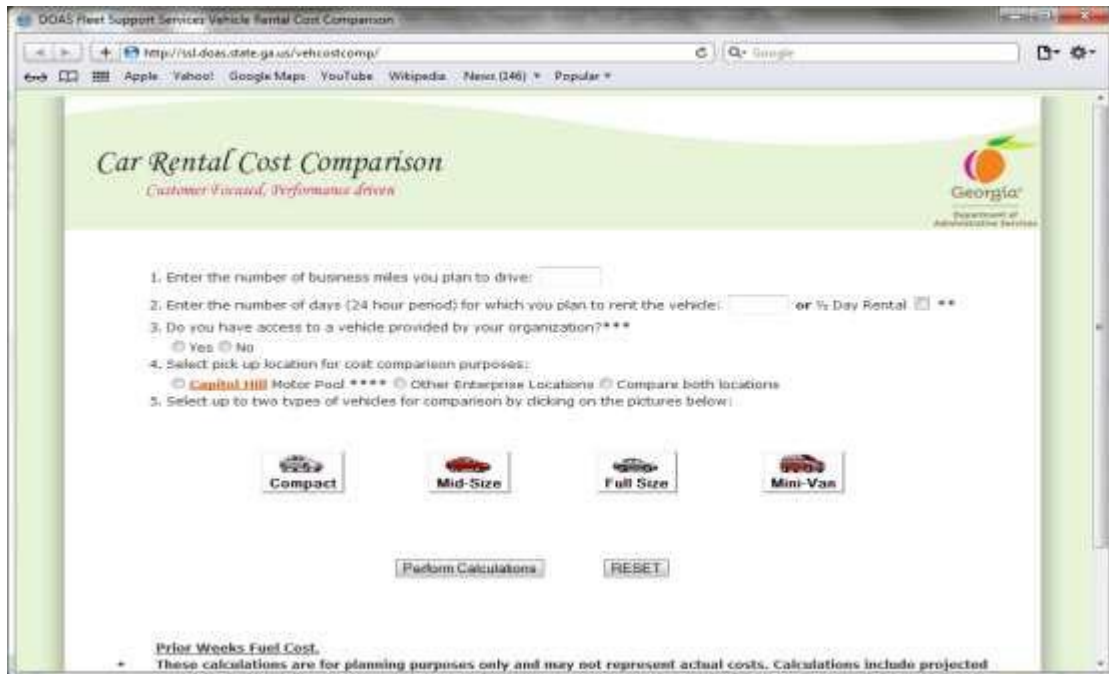 DOAS Fleet Support Services Vehicle Rental Cost Comparison
http://ssl.doas.state.ga.us/vehcostcomp/
Google
Apple Yahoo! Google Maps YouTube Wikipedia News (246) Popular
Car Rental Cost Comparison
Customer Focused, Performance driven
Georgia
Department of
Administrative Services
1. Enter the number of business miles you plan to drive:
2. Enter the number of days (24 hour period) for which you plan to rent the vehicle: or ½ Day Rental **
3. Do you have access to a vehicle provided by your organization?***
Yes No
4. Select pick up location for cost comparison purposes:
Capitol Hill Motor Pool **** Other Enterprise Locations Compare both locations
5. Select up to two types of vehicles for comparison by clicking on the pictures below:
Compact Mid-Size Full Size Mini-Van
Perform Calculations RESET
Prior Weeks Fuel Cost.
* These calculations are for planning purposes only and may not represent actual costs. Calculations include projected